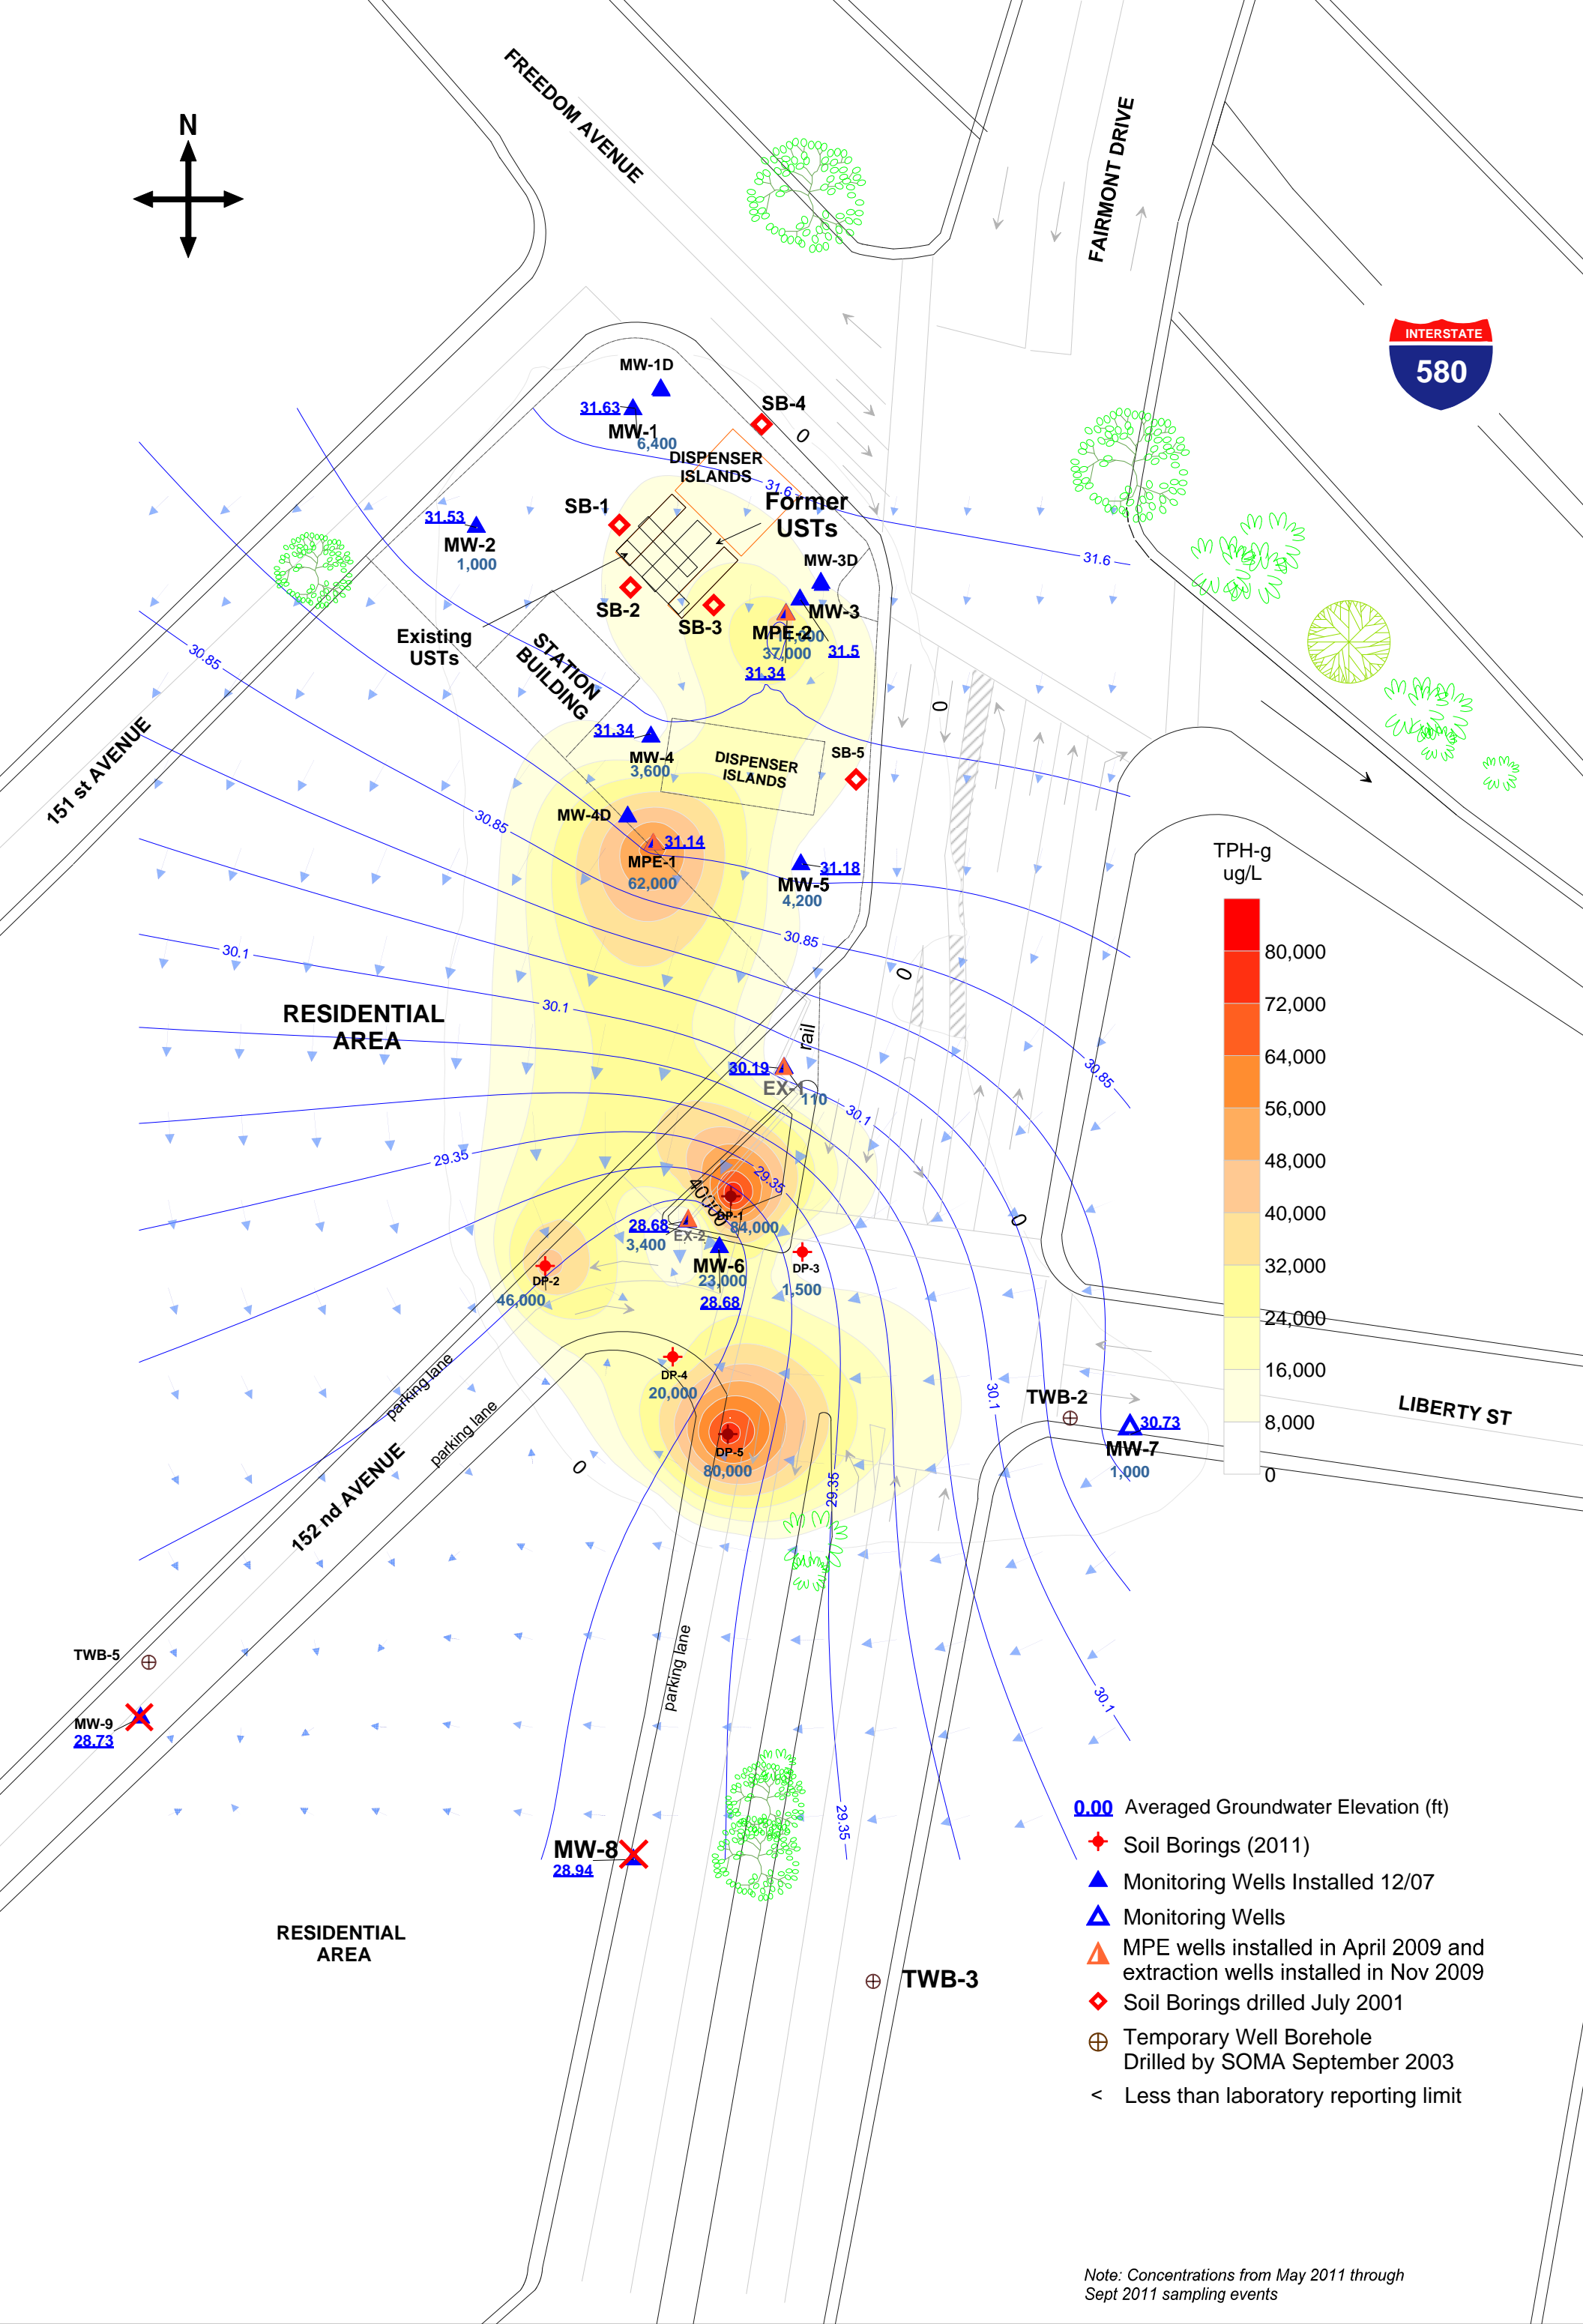 FREEDOM AVENUE
FAIRMONT DRIVE
N
INTERSTATE
580
MW-1D
31.63
MW-1
6,400
SB-4
0
DISPENSER
ISLANDS
31.6
Former
USTs
SB-1
31.53
MW-2
1,000
31.6
MW-3D
SB-2
SB-3
MW-3
MPE-2
37,000
31.5
31.34
Existing
USTs
STATION
BUILDING
30.85
0
31.34
MW-4
3,600
DISPENSER
ISLANDS
SB-5
151 st AVENUE
MW-4D
30.85
31.14
MPE-1
62,000
31.18
MW-5
4,200
TPH-g
ug/L
80,000
72,000
64,000
56,000
48,000
40,000
32,000
24,000
16,000
8,000
0
30.85
30.1
0
30.1
RESIDENTIAL
AREA
rail
30.19
EX-1
110
30.85
30.1
29.35
29.35
40000
DP-1
84,000
28.68
EX-2
3,400
0
MW-6
23,000
28.68
DP-3
1,500
DP-2
46,000
DP-4
20,000
parking lane
parking lane
30.1
TWB-2
30.73
MW-7
1,000
LIBERTY ST
DP-5
80,000
0
29.35
152 nd AVENUE
parking lane
TWB-5
MW-9
28.73
30.1
29.35
MW-8
28.94
RESIDENTIAL
AREA
TWB-3
0.00 Averaged Groundwater Elevation (ft)
Soil Borings (2011)
Monitoring Wells Installed 12/07
Monitoring Wells
MPE wells installed in April 2009 and
extraction wells installed in Nov 2009
Soil Borings drilled July 2001
Temporary Well Borehole
Drilled by SOMA September 2003
< Less than laboratory reporting limit
Note: Concentrations from May 2011 through
Sept 2011 sampling events